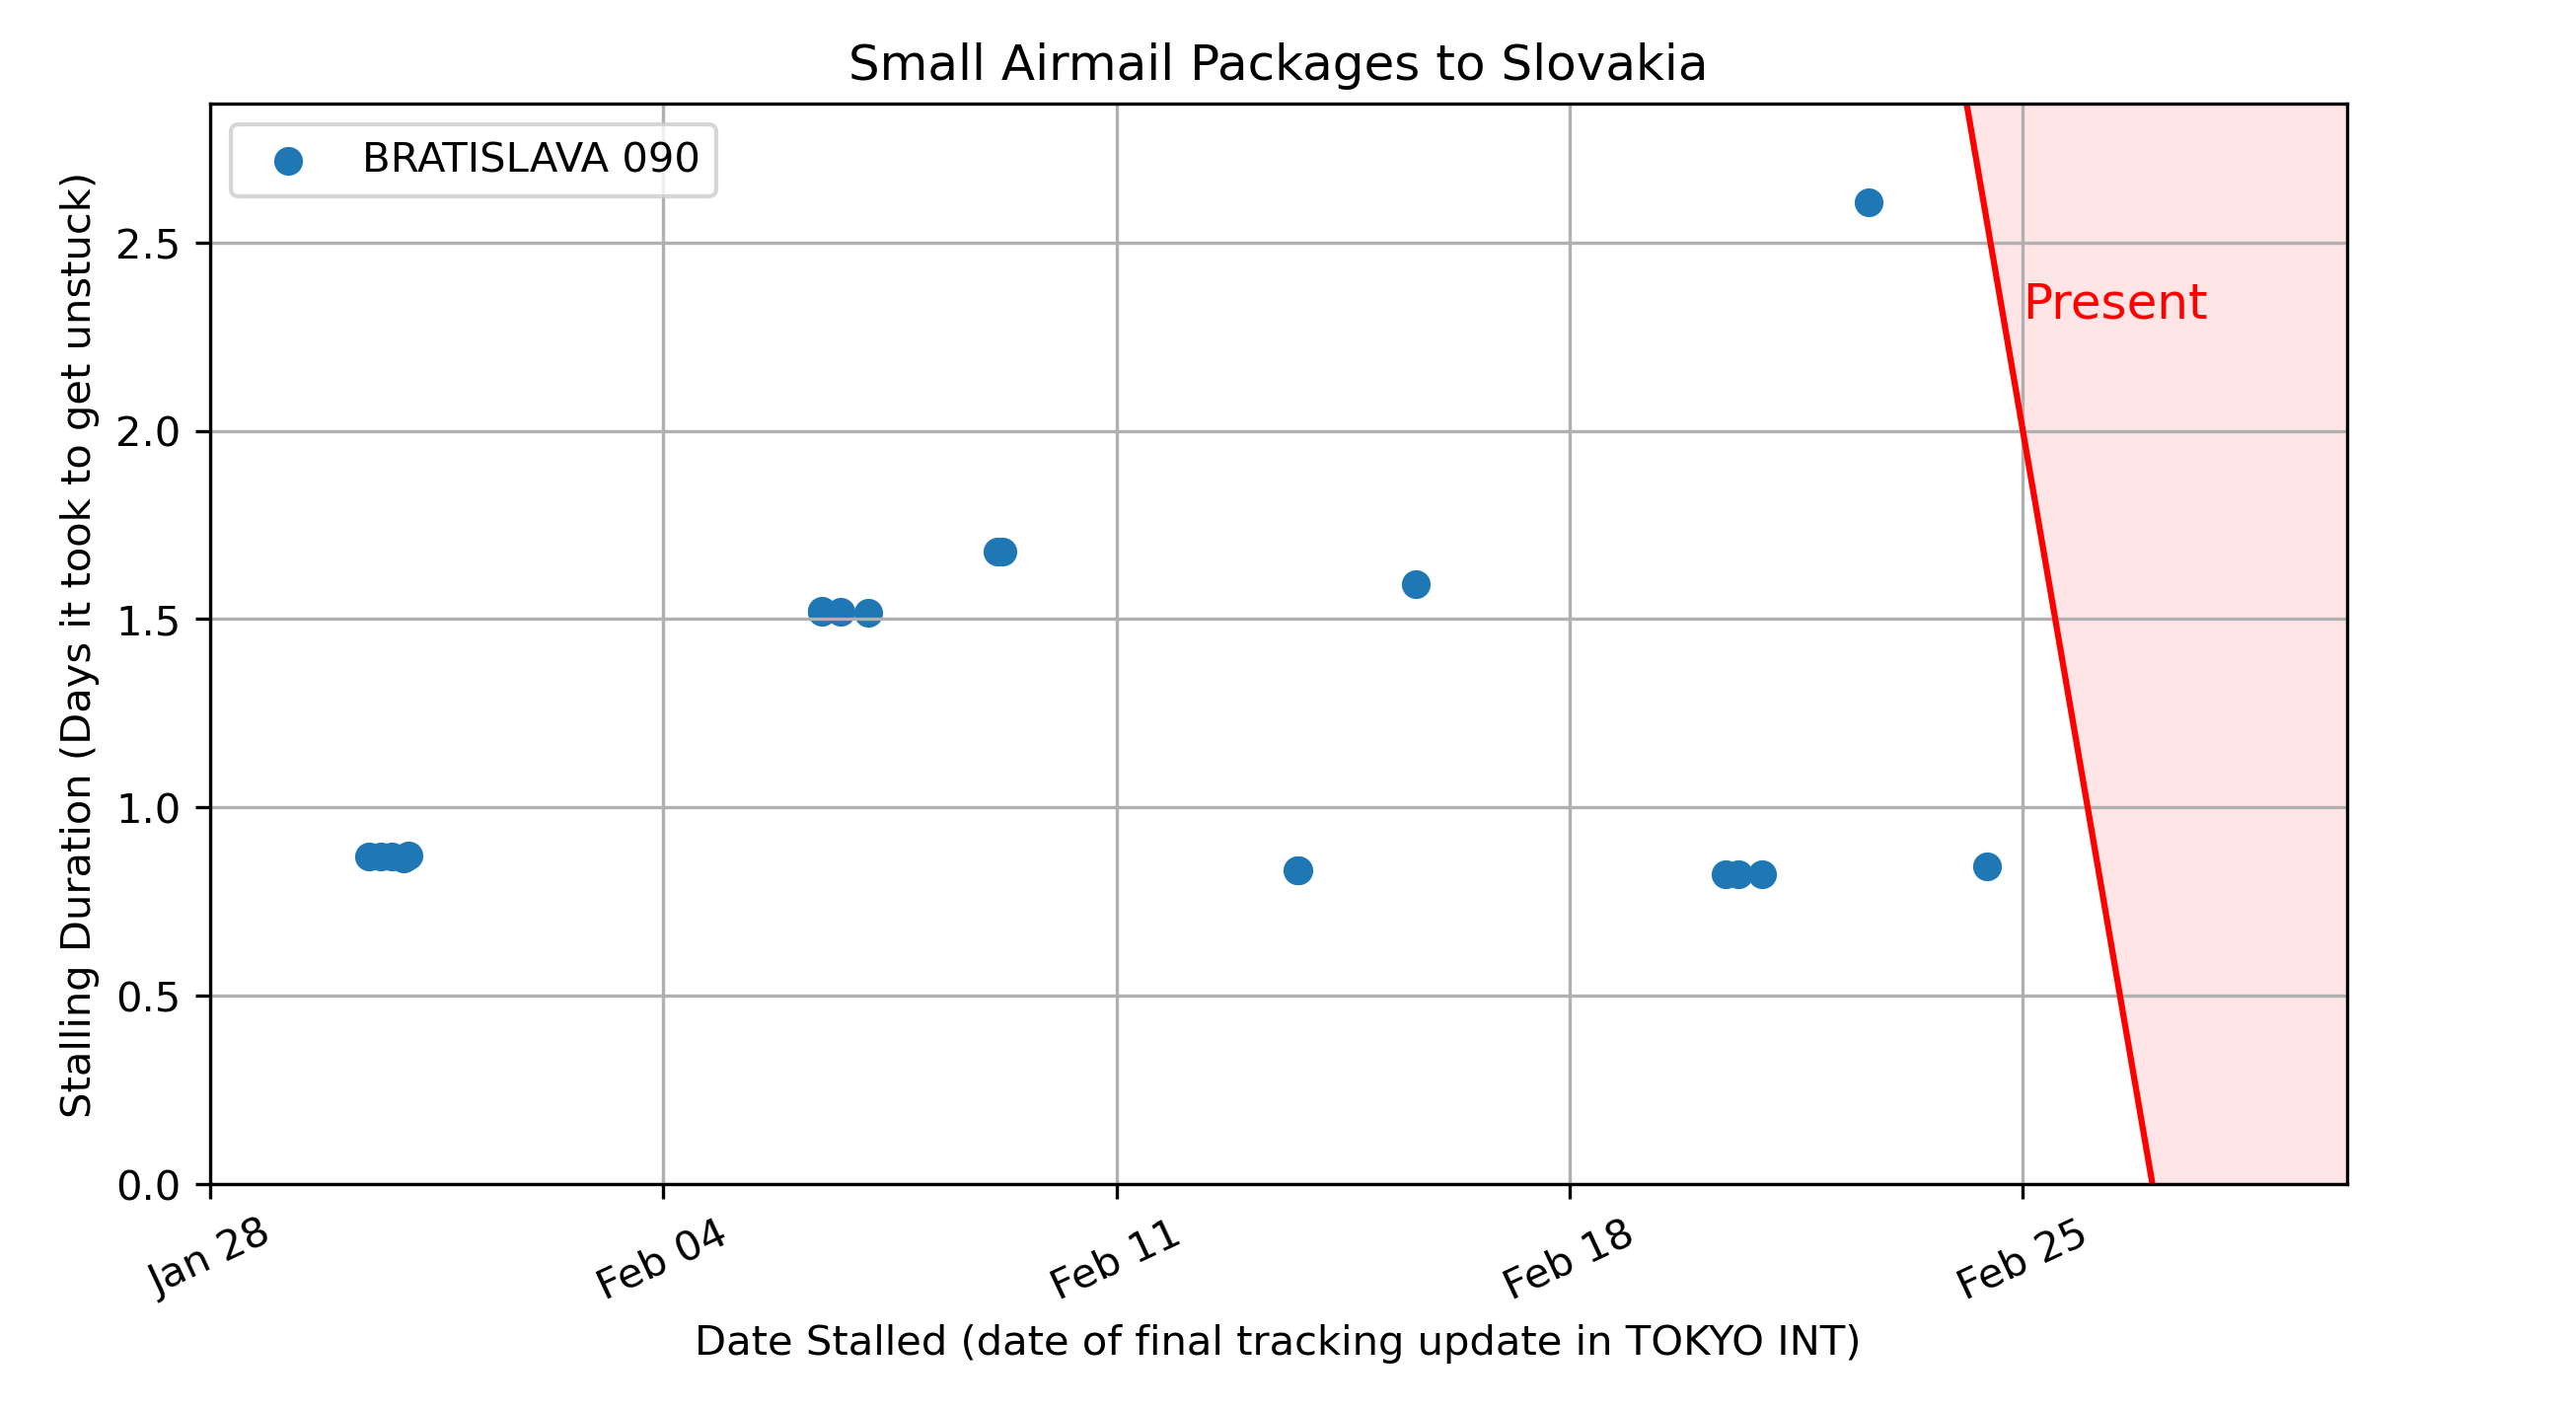 Small Airmail Packages to Slovakia
BRATISLAVA 090
Present
Stalling Duration (Days it took to get unstuck)
2.5
2.0
1.5
1.0
0.5
0.0
Jan 28
Feb 04
Feb 11
Feb 18
Feb 25
Date Stalled (date of final tracking update in TOKYO INT)